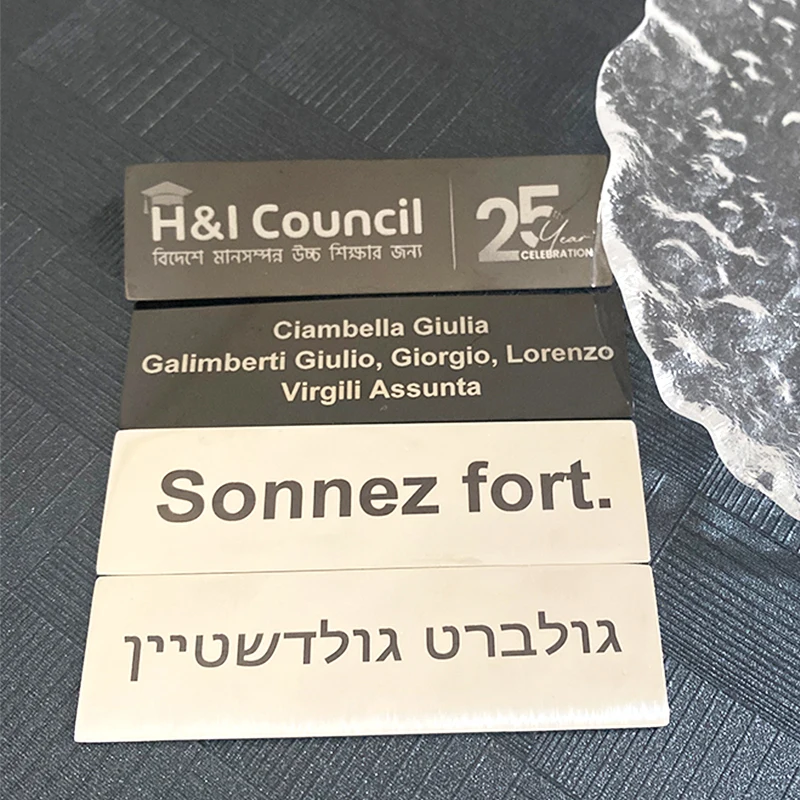 H&I Council
বিদেশে মানসম্পন্ন উচ্চ শিক্ষার জন্য
25 Year
CELEBRATION
Ciambella Giulia
Galimberti Giulio, Giorgio, Lorenzo
Virgili Assunta
Sonnez fort.
גולברט גולדשטיין